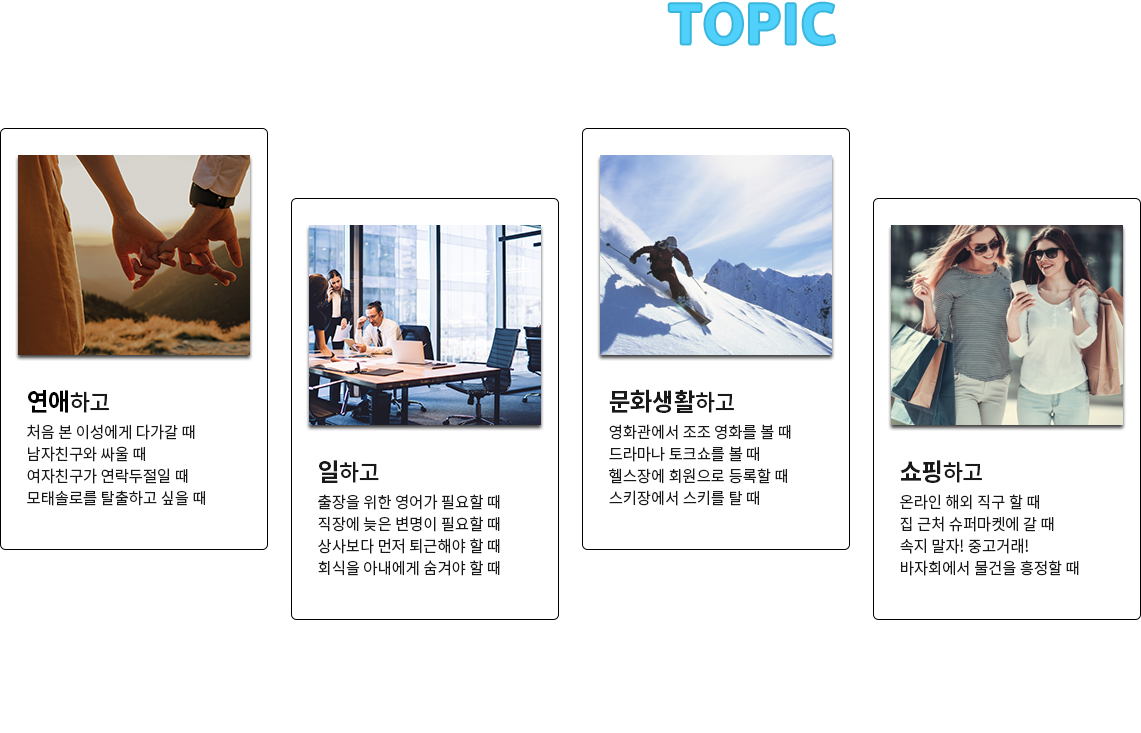 TOPIC
연애하고
처음 본 이성에게 다가갈 때
남자친구와 싸울 때
여자친구가 연락두절일 때
모태솔로를 탈출하고 싶을 때
일하고
출장을 위한 영어가 필요할 때
직장에 늦은 변명이 필요할 때
상사보다 먼저 퇴근해야 할 때
회식을 아내에게 숨겨야 할 때
문화생활하고
영화관에서 조조 영화를 볼 때
드라마나 토크쇼를 볼 때
헬스장에 회원으로 등록할 때
스키장에서 스키를 탈 때
쇼핑하고
온라인 해외 직구 할 때
집 근처 슈퍼마켓에 갈 때
속지 말자! 중고거래!
바자회에서 물건을 흥정할 때